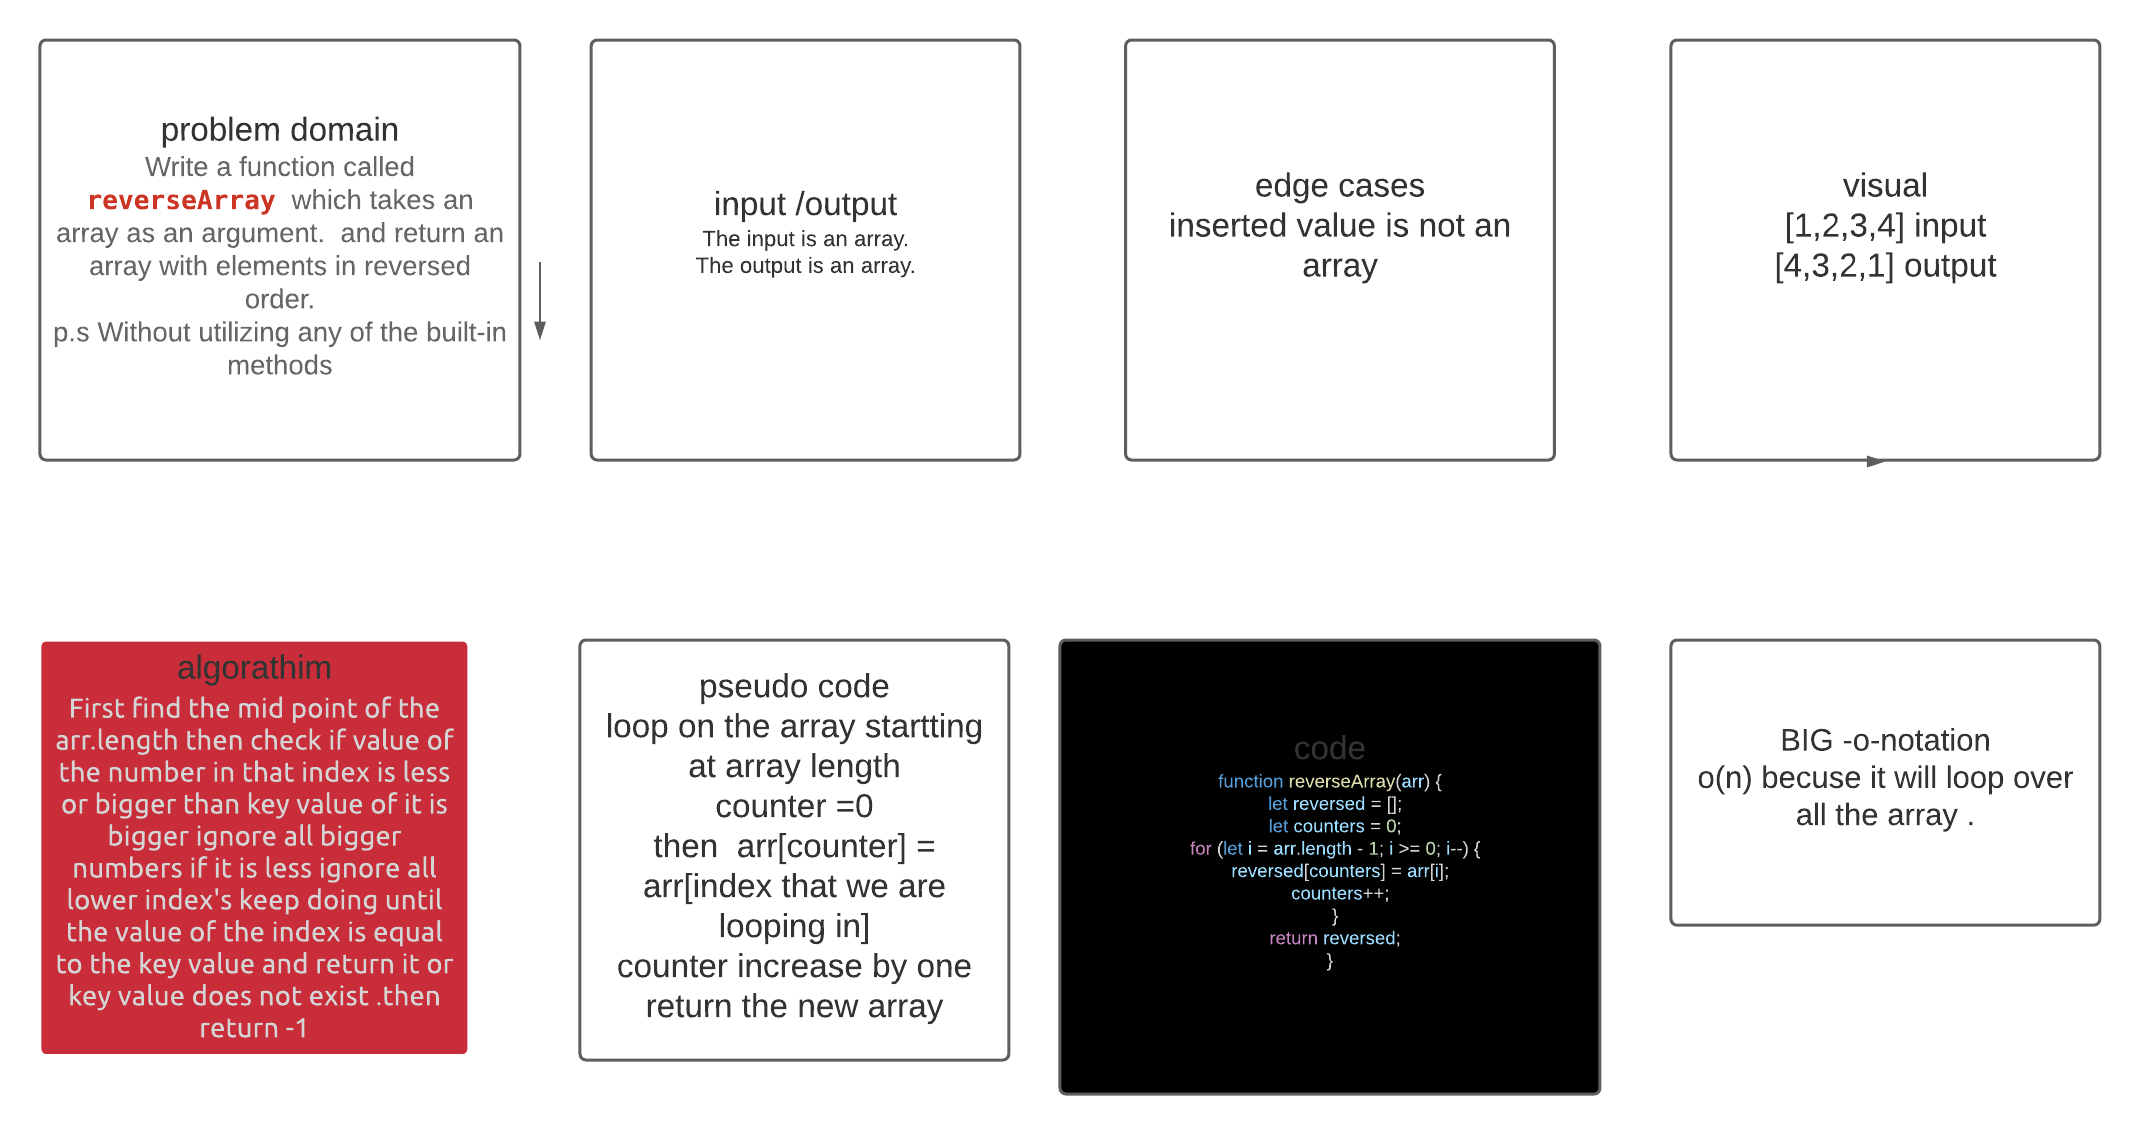 problem domain
Write a function called
reverseArray which takes an
array as an argument.  and return an
array with elements in reversed
order.
p.s Without utilizing any of the built-in
methods
input /output
The input is an array.
The output is an array.
edge cases
inserted value is not an
array
visual
[1,2,3,4] input
[4,3,2,1] output
algorathim
First find the mid point of the
arr.length then check if value of
the number in that index is less
or bigger than key value of it is
bigger ignore all bigger
numbers if it is less ignore all
lower index's keep doing until
the value of the index is equal
to the key value and return it or
key value does not exist .then
return -1
pseudo code
loop on the array startting
at array length
counter =0
then  arr[counter] =
arr[index that we are
looping in]
counter increase by one
return the new array
code
function reverseArray(arr) {
let reversed = [];
let counters = 0;
for (let i = arr.length - 1; i >= 0; i--) {
reversed[counters] = arr[i];
counters++;
}
return reversed;
}
BIG -o-notation
o(n) becuse it will loop over
all the array .